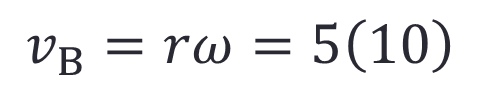 v_B = rω = 5(10)